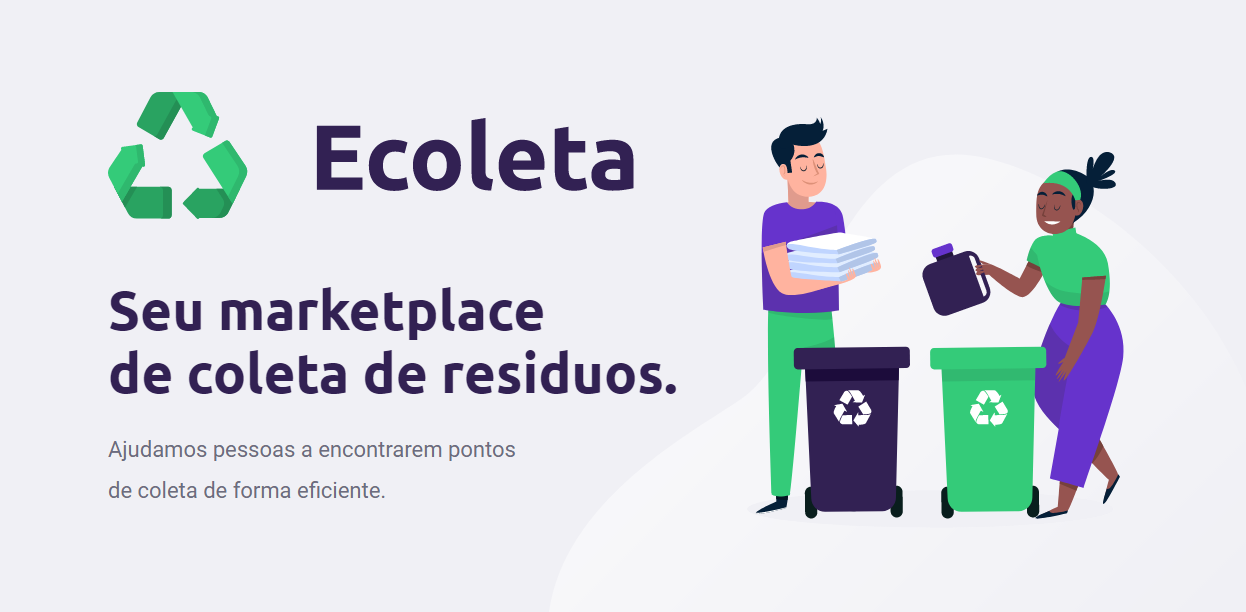 Ecoleta
Seu marketplace
de coleta de residuos.
Ajudamos pessoas a encontrarem pontos
de coleta de forma eficiente.